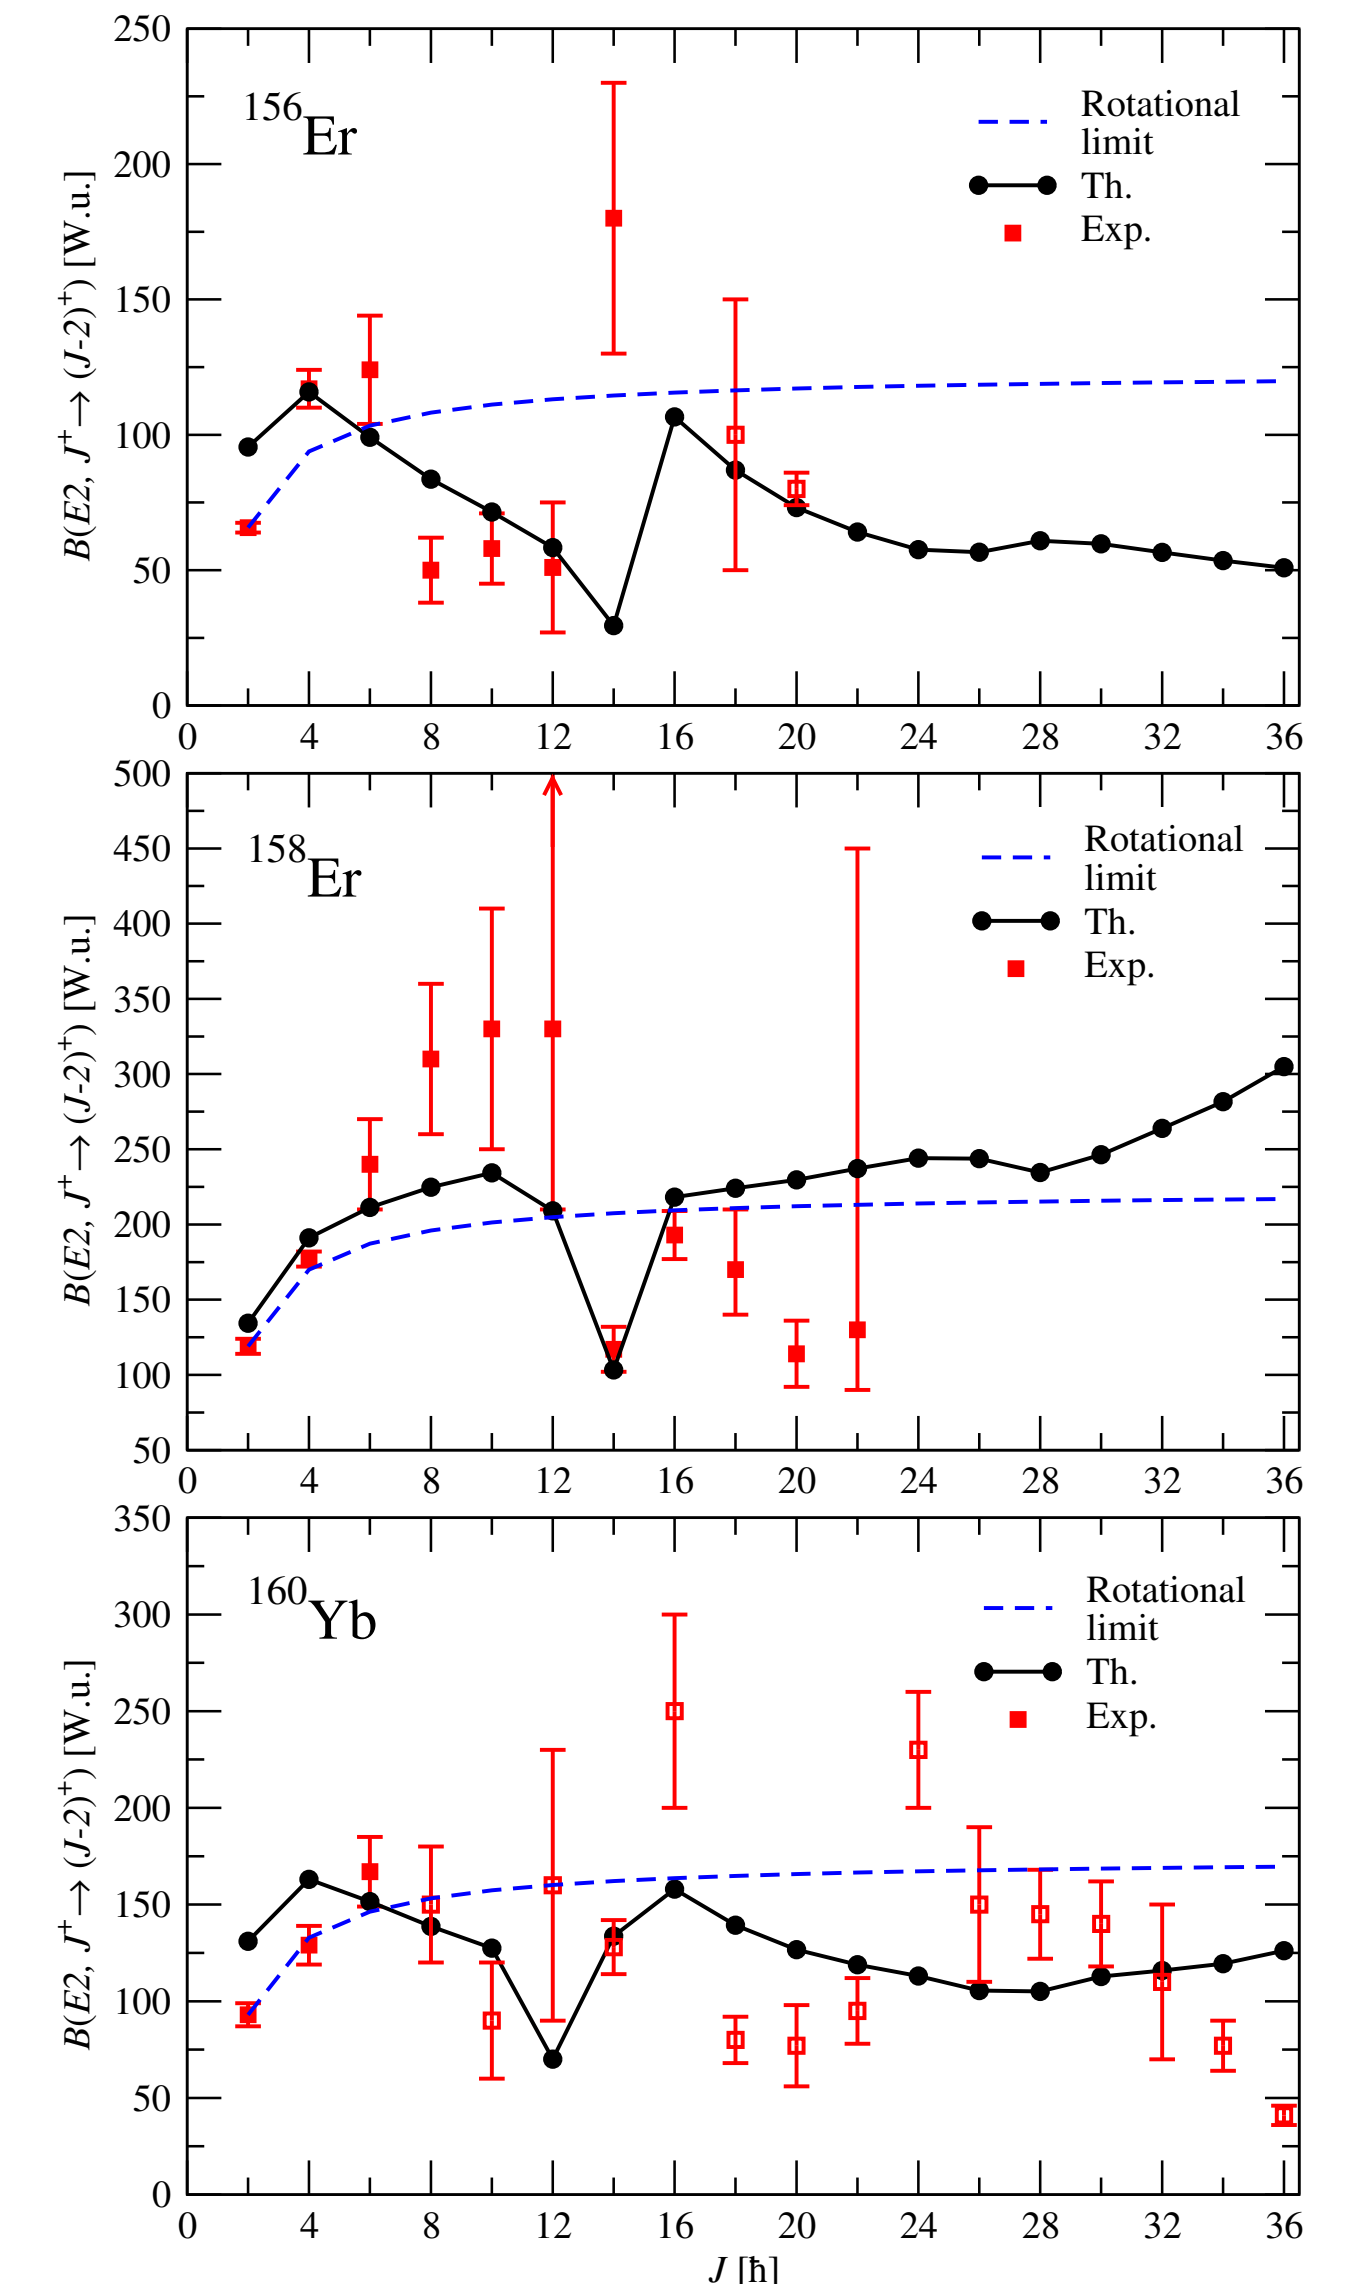 250
200
150
100
50
0
B(E2, J⁺→(J-2)⁺) [W.u.]
¹⁵⁶Er
Rotational
limit
Th.
Exp.
0 4 8 12 16 20 24 28 32 36
500
450
400
350
300
250
200
150
100
50
B(E2, J⁺→(J-2)⁺) [W.u.]
¹⁵⁸Er
Rotational
limit
Th.
Exp.
0 4 8 12 16 20 24 28 32 36
350
300
250
200
150
100
50
0
B(E2, J⁺→(J-2)⁺) [W.u.]
¹⁶⁰Yb
Rotational
limit
Th.
Exp.
0 4 8 12 16 20 24 28 32 36
J [ħ]